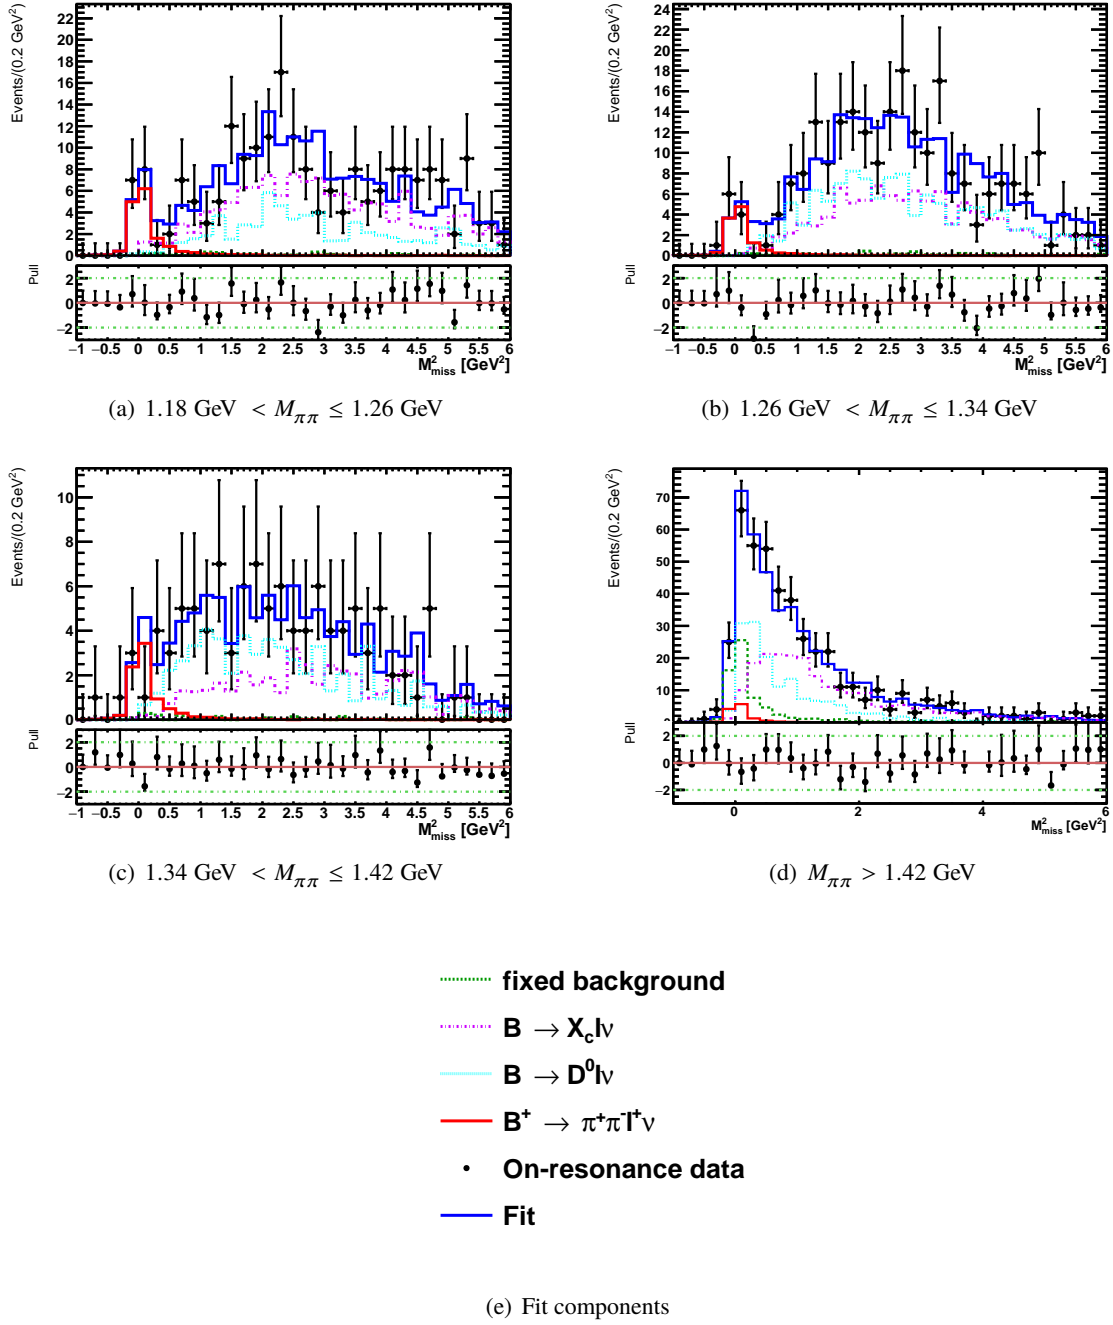 Events/(0.2 GeV²)
22
20
18
16
14
12
10
8
6
4
2
0
Pull
2
0
−2
−1 −0.5 0 0.5 1 1.5 2 2.5 3 3.5 4 4.5 5 5.5 6
M²miss [GeV²]
(a) 1.18 GeV < Mππ ≤ 1.26 GeV
Events/(0.2 GeV²)
24
22
20
18
16
14
12
10
8
6
4
2
0
Pull
2
0
−2
−1 −0.5 0 0.5 1 1.5 2 2.5 3 3.5 4 4.5 5 5.5 6
M²miss [GeV²]
(b) 1.26 GeV < Mππ ≤ 1.34 GeV
Events/(0.2 GeV²)
10
8
6
4
2
0
Pull
2
0
−2
−1 −0.5 0 0.5 1 1.5 2 2.5 3 3.5 4 4.5 5 5.5 6
M²miss [GeV²]
(c) 1.34 GeV < Mππ ≤ 1.42 GeV
Events/(0.2 GeV²)
70
60
50
40
30
20
10
0
Pull
2
0
−2
0 2 4 6
M²miss [GeV²]
(d) Mππ > 1.42 GeV
fixed background
B → Xclν
B → D⁰lν
B⁺ → π⁺π⁻l⁺ν
On-resonance data
Fit
(e) Fit components